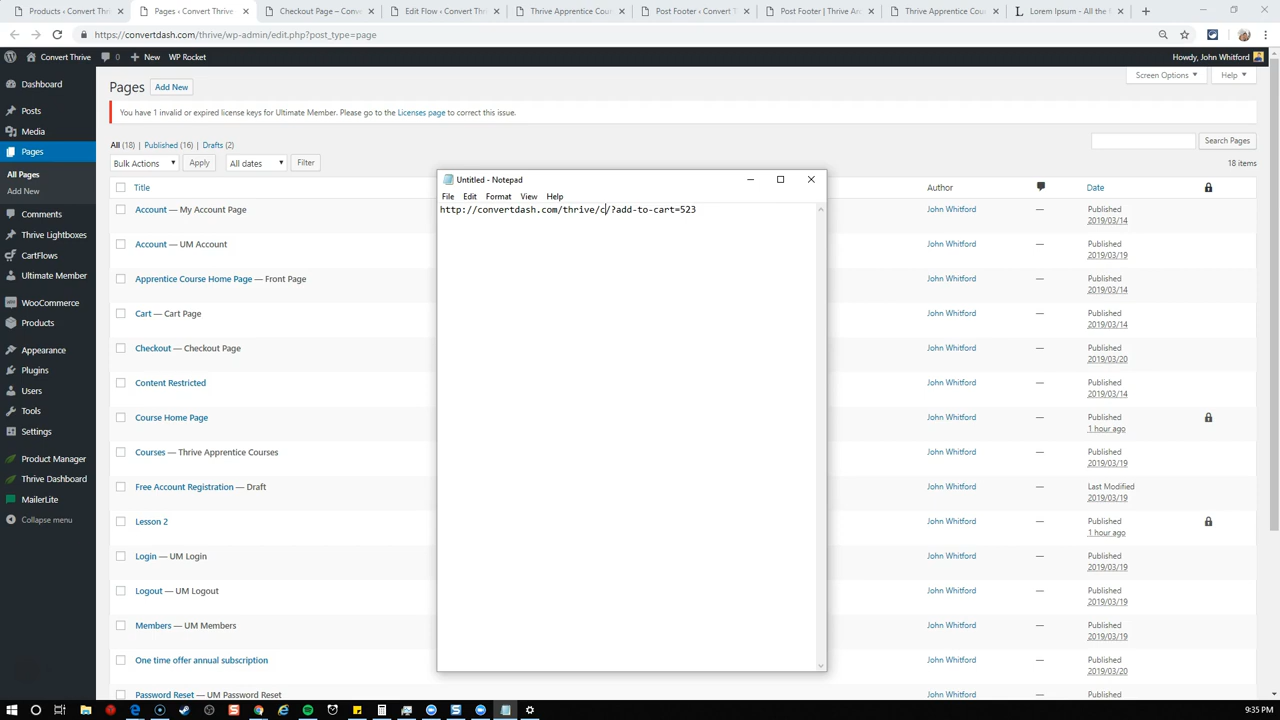 Products ‹ Convert Thriv
Pages ‹ Convert Thrive
Checkout Page – Conv
Edit Flow ‹ Convert Th
Thrive Apprentice Cou
Post Footer ‹ Thrive W
Post Footer | Thrive Arc
Thrive Apprentice Cou
Lorem Ipsum - All the
https://convertdash.com/thrive/wp-admin/edit.php?post_type=page
Convert Thrive
0
New
WP Rocket
Howdy, John Whitford
Dashboard
Posts
Media
Pages
All Pages
Add New
Comments
Thrive Lightboxes
CartFlows
Ultimate Member
WooCommerce
Products
Appearance
Plugins
Users
Tools
Settings
Product Manager
Thrive Dashboard
MailerLite
Collapse menu
Screen Options
Help
Pages
Add New
You have 1 invalid or expired license keys for Ultimate Member. Please go to the Licenses page to correct this issue.
All (18) | Published (16) | Drafts (2)
Search Pages
Bulk Actions
Apply
All dates
Filter
18 items
Title
Author
Date
Account — My Account Page
John Whitford
—
Published
2019/03/14
Account — UM Account
John Whitford
—
Published
2019/03/19
Apprentice Course Home Page — Front Page
John Whitford
—
Published
2019/03/14
Cart — Cart Page
John Whitford
—
Published
2019/03/14
Checkout — Checkout Page
John Whitford
—
Published
2019/03/20
Content Restricted
John Whitford
—
Published
2019/03/14
Course Home Page
John Whitford
—
Published
1 hour ago
Courses — Thrive Apprentice Courses
John Whitford
—
Published
2019/03/19
Free Account Registration — Draft
John Whitford
—
Last Modified
2019/03/19
Lesson 2
John Whitford
—
Published
1 hour ago
Login — UM Login
John Whitford
—
Published
2019/03/19
Logout — UM Logout
John Whitford
—
Published
2019/03/19
Members — UM Members
John Whitford
—
Published
2019/03/19
One time offer annual subscription
John Whitford
—
Published
2019/03/20
Password Reset — UM Password Reset
John Whitford
—
Published
Untitled - Notepad
File
Edit
Format
View
Help
http://convertdash.com/thrive/c/?add-to-cart=523
9:35 PM